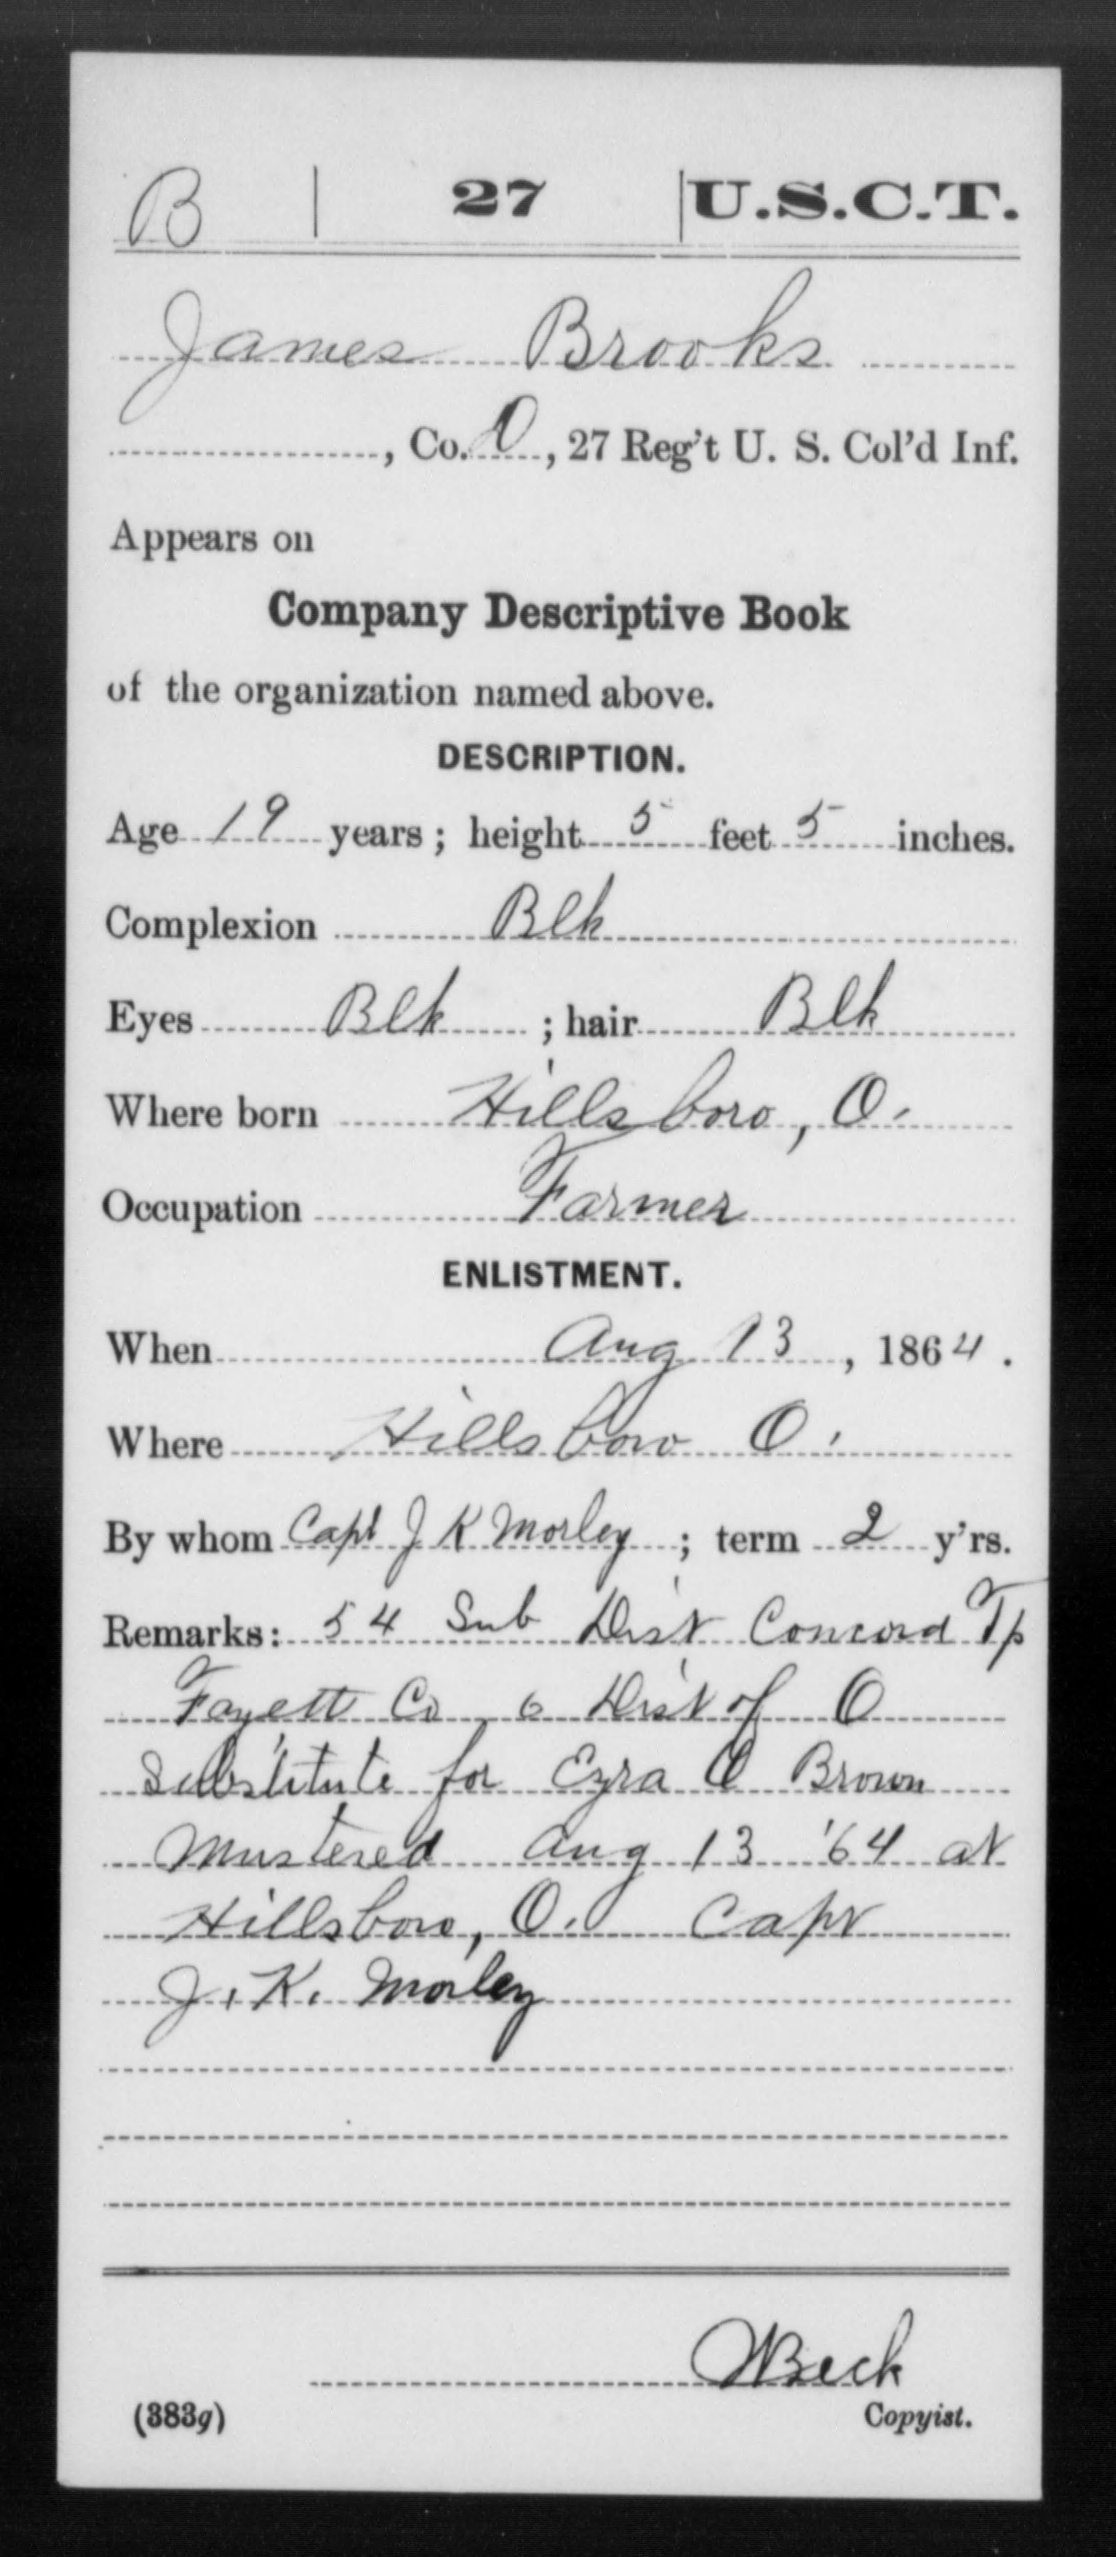 B | 27 | U.S.C.T.
James Brooks
, Co. D, 27 Reg't U. S. Col'd Inf.
Appears on
Company Descriptive Book
of the organization named above.
DESCRIPTION.
Age 19 years; height 5 feet 5 inches.
Complexion Blk
Eyes Blk ; hair Blk
Where born Hillsboro, O.
Occupation Farmer
ENLISTMENT.
When Aug 13, 1864.
Where Hillsboro O.
By whom Capt J K Morley; term 2 y'rs.
Remarks: 54 Sub Dist Concord Tp
Fayett Co 6 Dist of O
Substitute for Ezra Brown
Mustered Aug 13 '64 at
Hillsboro, O. Capt
J. K. Morley
Beck
(383g) Copyist.